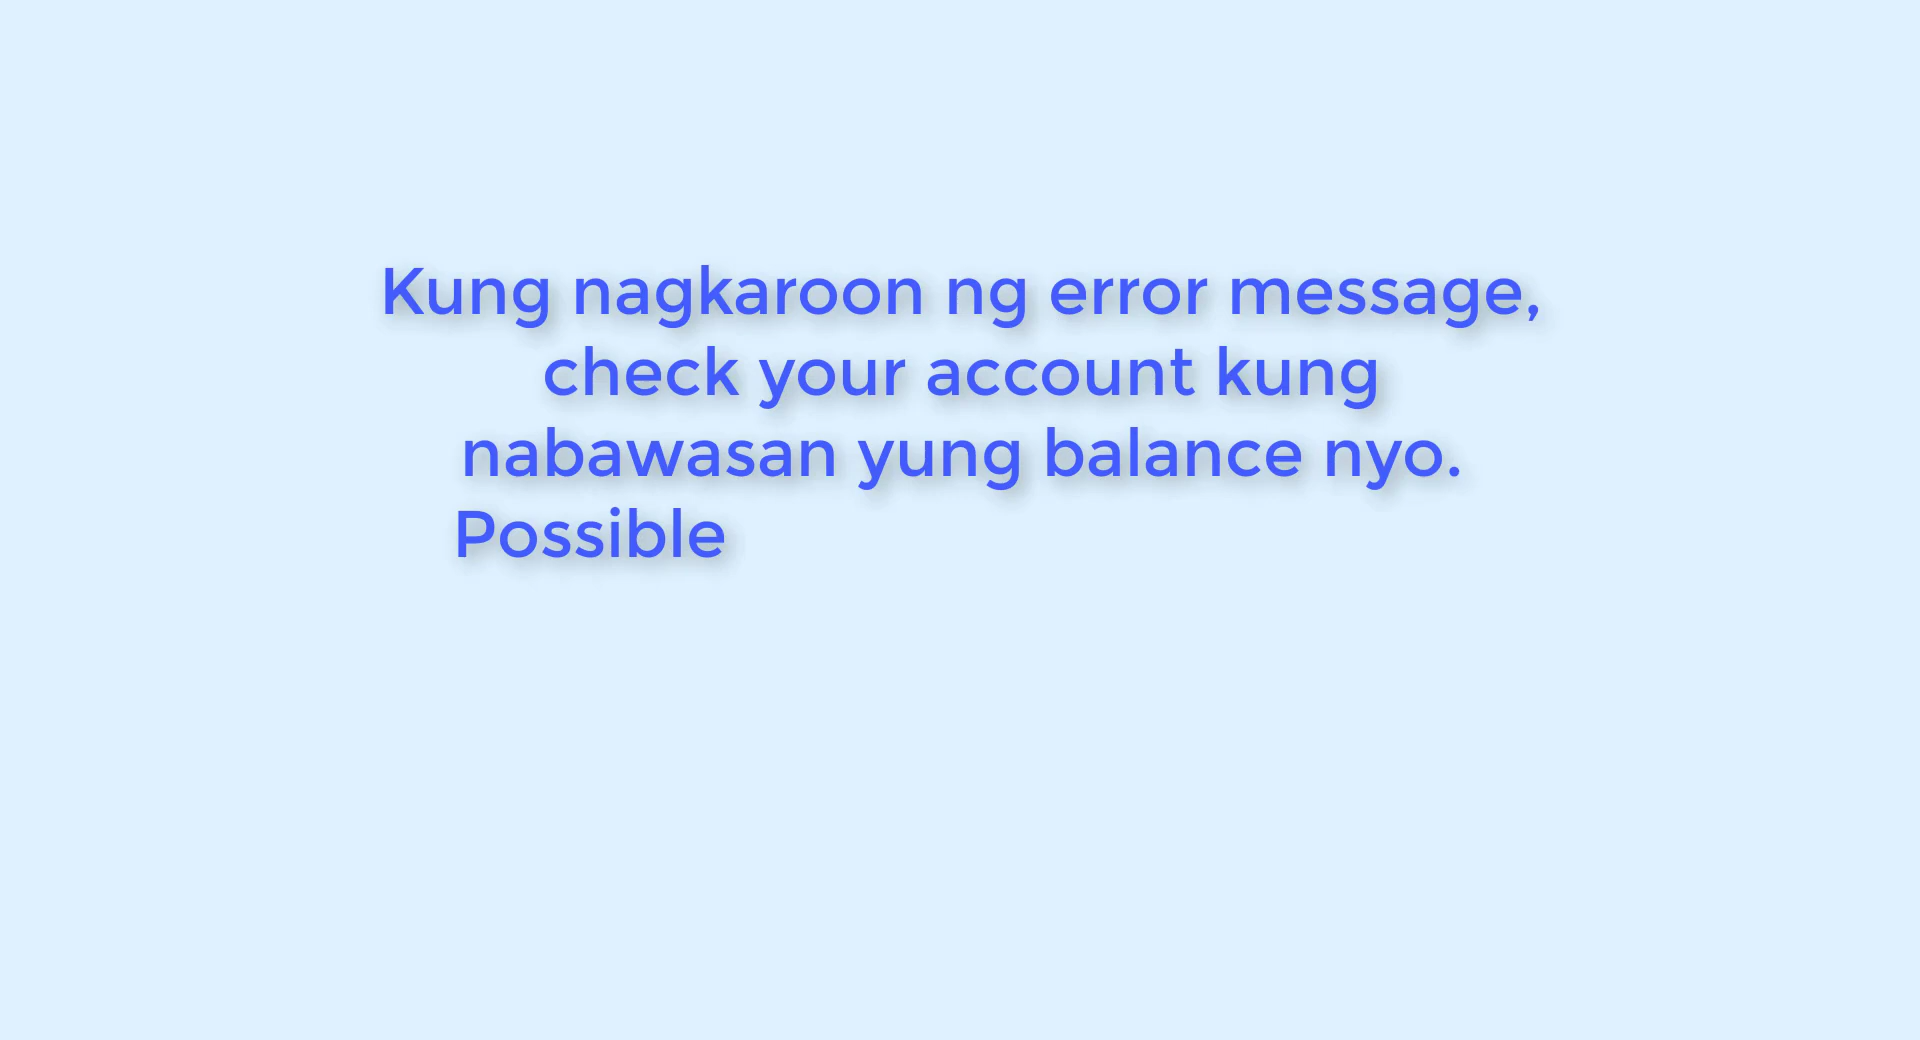 Kung nagkaroon ng error message,
check your account kung
nabawasan yung balance nyo.
Possible